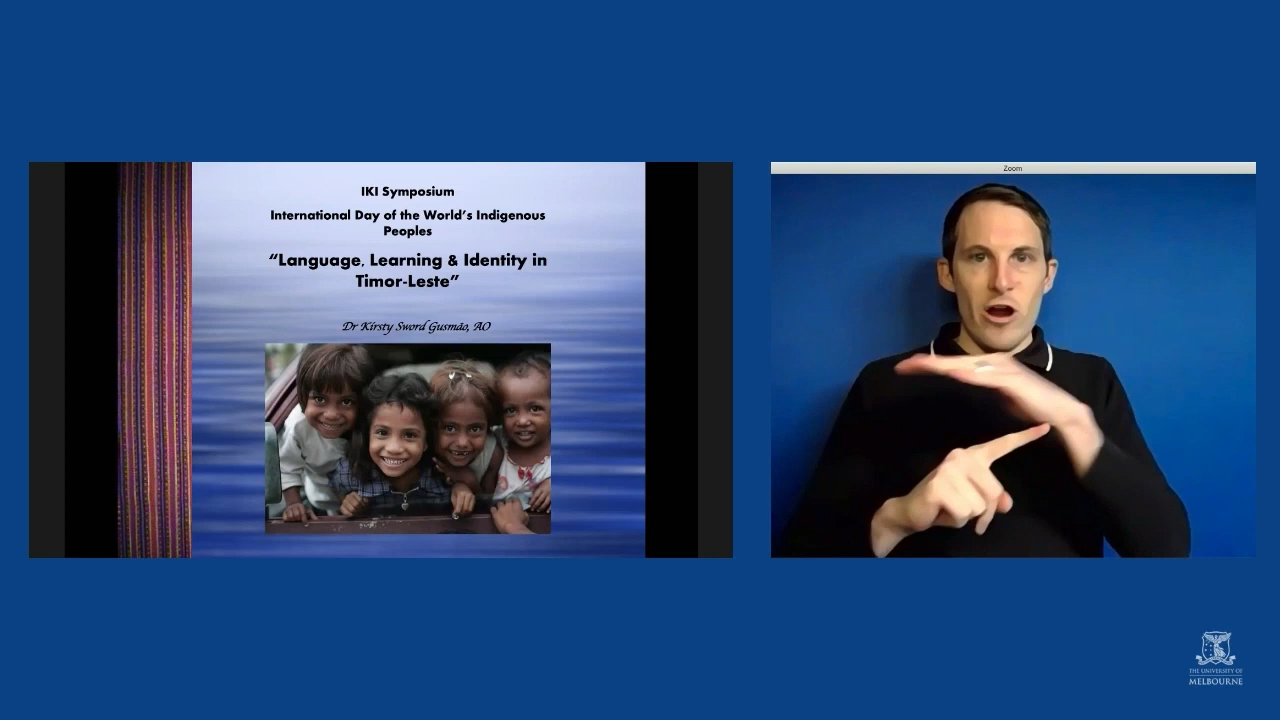 IKI Symposium
International Day of the World's Indigenous
Peoples
"Language, Learning & Identity in
Timor-Leste"
Dr Kirsty Sword Gusmão, AO
Zoom
THE UNIVERSITY OF
MELBOURNE